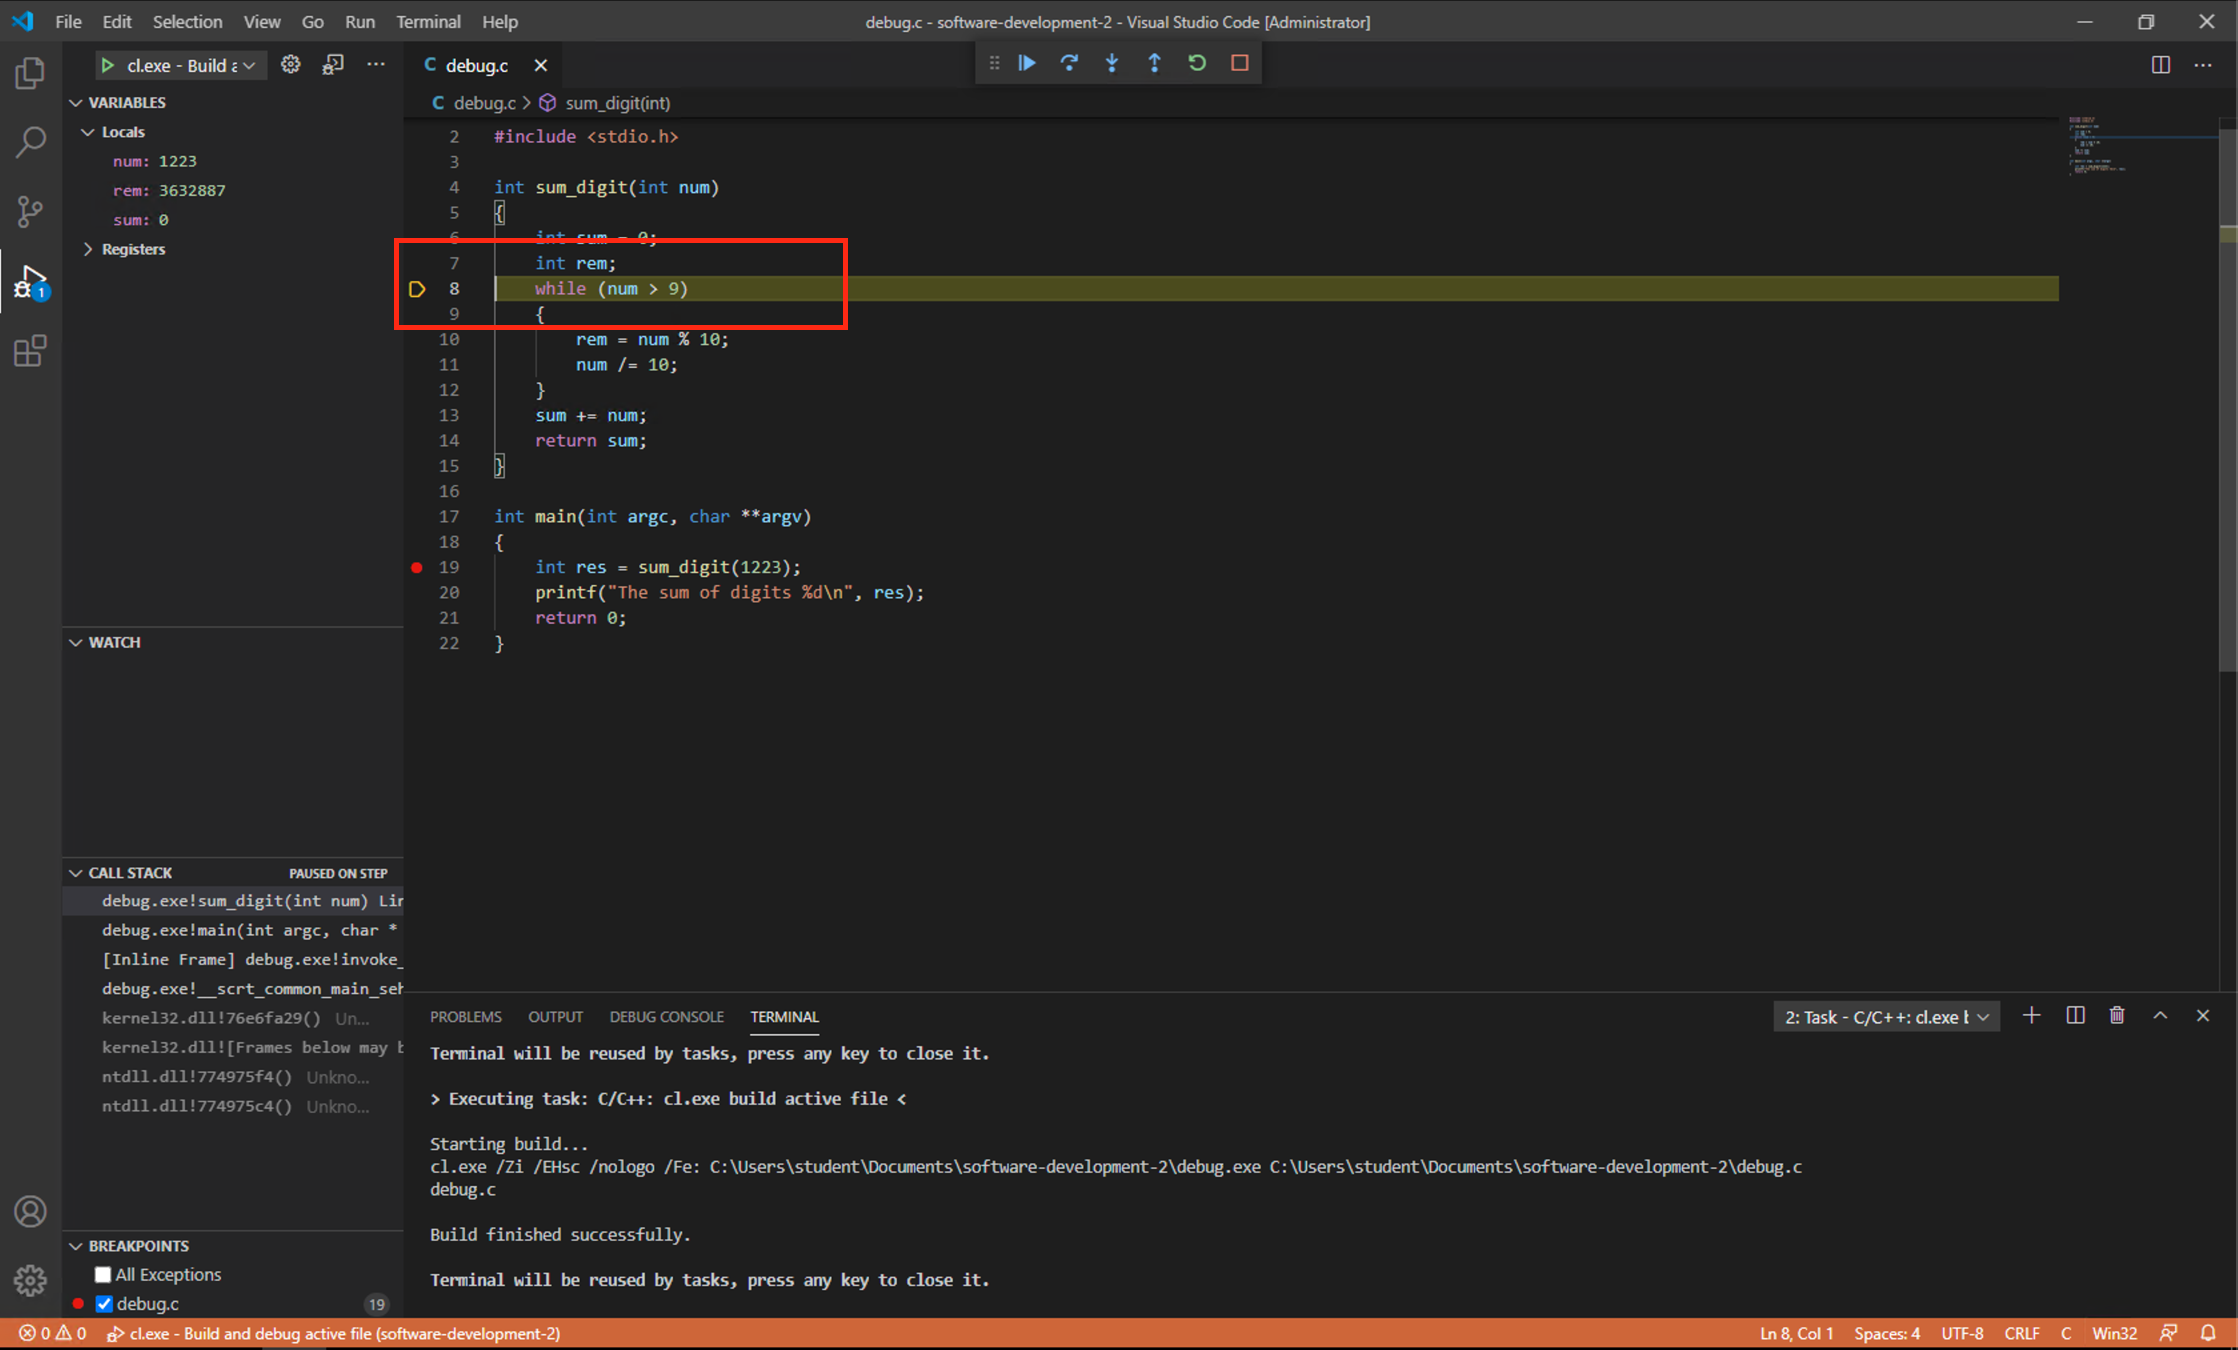 File Edit Selection View Go Run Terminal Help
debug.c - software-development-2 - Visual Studio Code [Administrator]
cl.exe - Build a
debug.c
VARIABLES
Locals
num: 1223
rem: 3632887
sum: 0
Registers
1
WATCH
CALL STACK PAUSED ON STEP
debug.exe!sum_digit(int num) Lin
debug.exe!main(int argc, char *
[Inline Frame] debug.exe!invoke_
debug.exe!__scrt_common_main_seh
kernel32.dll!76e6fa29() Un...
kernel32.dll![Frames below may b
ntdll.dll!774975f4() Unkno...
ntdll.dll!774975c4() Unkno...
BREAKPOINTS
All Exceptions
debug.c 19
debug.c > sum_digit(int)
2 #include <stdio.h>
3
4 int sum_digit(int num)
5 {
6 int sum = 0;
7 int rem;
8 while (num > 9)
9 {
10 rem = num % 10;
11 num /= 10;
12 }
13 sum += num;
14 return sum;
15 }
16
17 int main(int argc, char **argv)
18 {
19 int res = sum_digit(1223);
20 printf("The sum of digits %d\n", res);
21 return 0;
22 }
PROBLEMS OUTPUT DEBUG CONSOLE TERMINAL
2: Task - C/C++: cl.exe b
Terminal will be reused by tasks, press any key to close it.
> Executing task: C/C++: cl.exe build active file <
Starting build...
cl.exe /Zi /EHsc /nologo /Fe: C:\Users\student\Documents\software-development-2\debug.exe C:\Users\student\Documents\software-development-2\debug.c
debug.c
Build finished successfully.
Terminal will be reused by tasks, press any key to close it.
0 0 cl.exe - Build and debug active file (software-development-2)
Ln 8, Col 1 Spaces: 4 UTF-8 CRLF C Win32